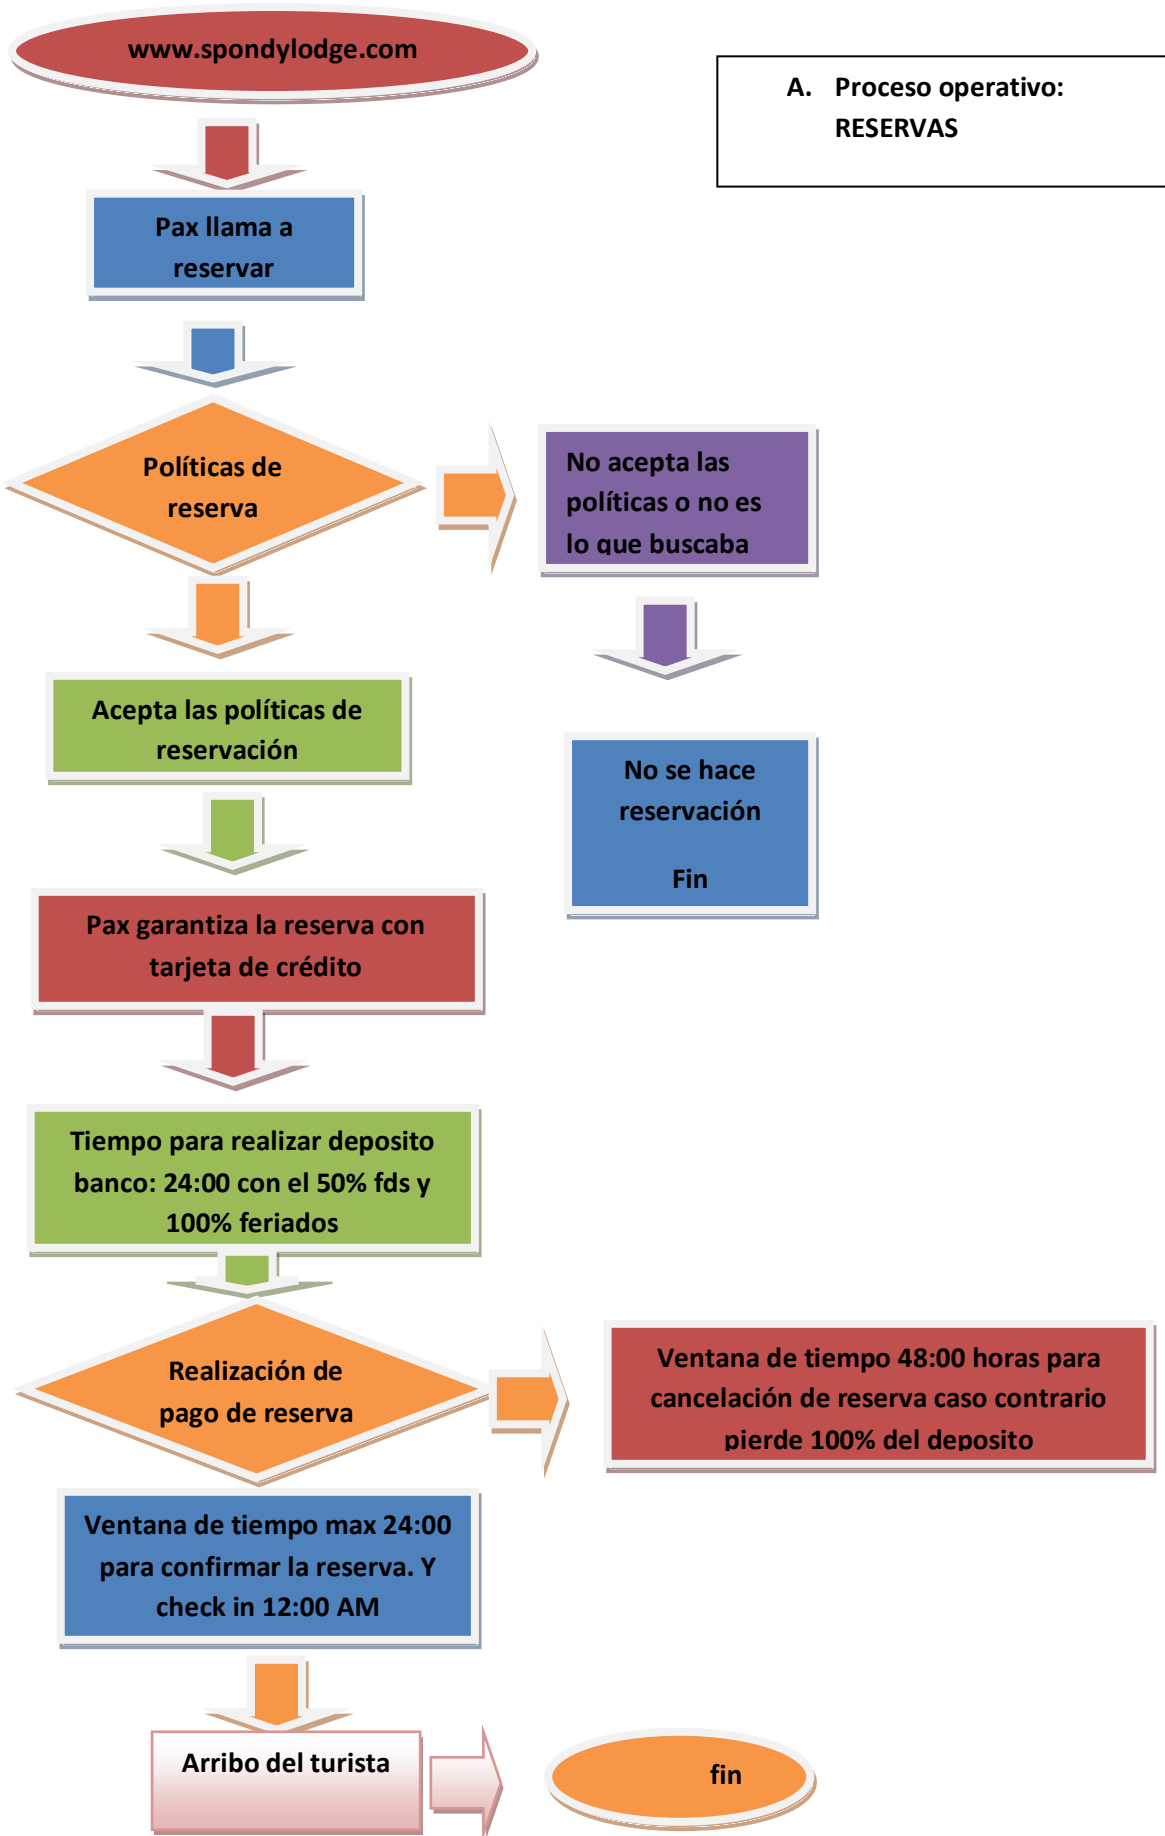 www.spondylodge.com
A. Proceso operativo:
RESERVAS
Pax llama a
reservar
Políticas de
reserva
No acepta las
políticas o no es
lo que buscaba
Acepta las políticas de
reservación
No se hace
reservación
Fin
Pax garantiza la reserva con
tarjeta de crédito
Tiempo para realizar deposito
banco: 24:00 con el 50% fds y
100% feriados
Realización de
pago de reserva
Ventana de tiempo 48:00 horas para
cancelación de reserva caso contrario
pierde 100% del deposito
Ventana de tiempo max 24:00
para confirmar la reserva. Y
check in 12:00 AM
Arribo del turista
fin